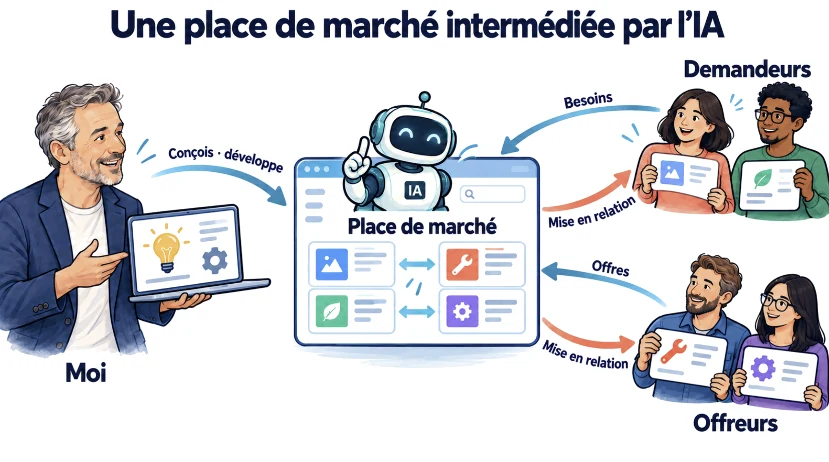 Une place de marché intermédiée par l'IA
Demandeurs
Besoins
Conçois · développe
IA
Place de marché
Mise en relation
Offres
Mise en relation
Moi
Offreurs